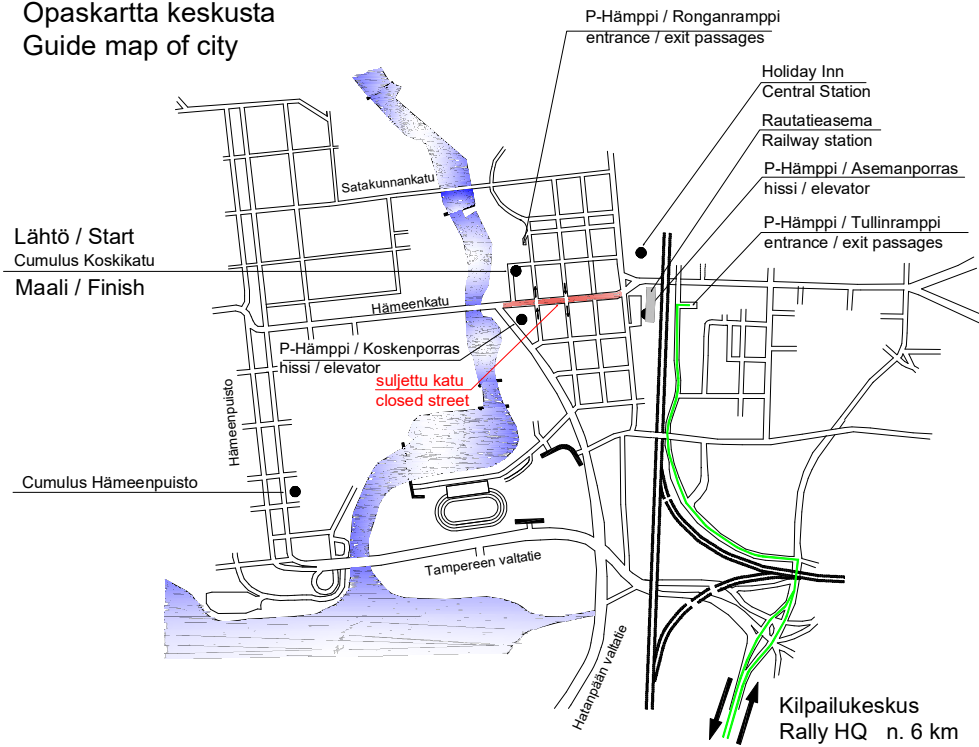 Opaskartta keskusta
Guide map of city
P-Hämppi / Ronganramppi
entrance / exit passages
Holiday Inn
Central Station
Rautatieasema
Railway station
P-Hämppi / Asemanporras
hissi / elevator
P-Hämppi / Tullinramppi
entrance / exit passages
Satakunnankatu
Lähtö / Start
Cumulus Koskikatu
Maali / Finish
Hämeenkatu
P-Hämppi / Koskenporras
hissi / elevator
suljettu katu
closed street
Hämeenpuisto
Cumulus Hämeenpuisto
Tampereen valtatie
Hatanpään valtatie
Kilpailukeskus
Rally HQ n. 6 km